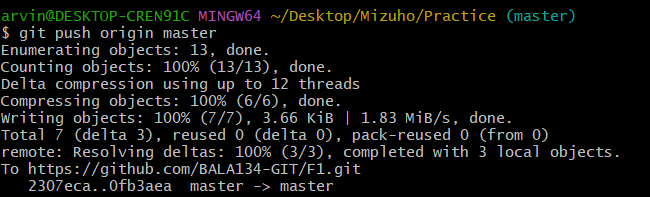 arvin@DESKTOP-CREN91C MINGW64 ~/Desktop/Mizuho/Practice (master)
$ git push origin master
Enumerating objects: 13, done.
Counting objects: 100% (13/13), done.
Delta compression using up to 12 threads
Compressing objects: 100% (6/6), done.
Writing objects: 100% (7/7), 3.66 KiB | 1.83 MiB/s, done.
Total 7 (delta 3), reused 0 (delta 0), pack-reused 0 (from 0)
remote: Resolving deltas: 100% (3/3), completed with 3 local objects.
To https://github.com/BALA134-GIT/F1.git
   2307eca..0fb3aea  master -> master